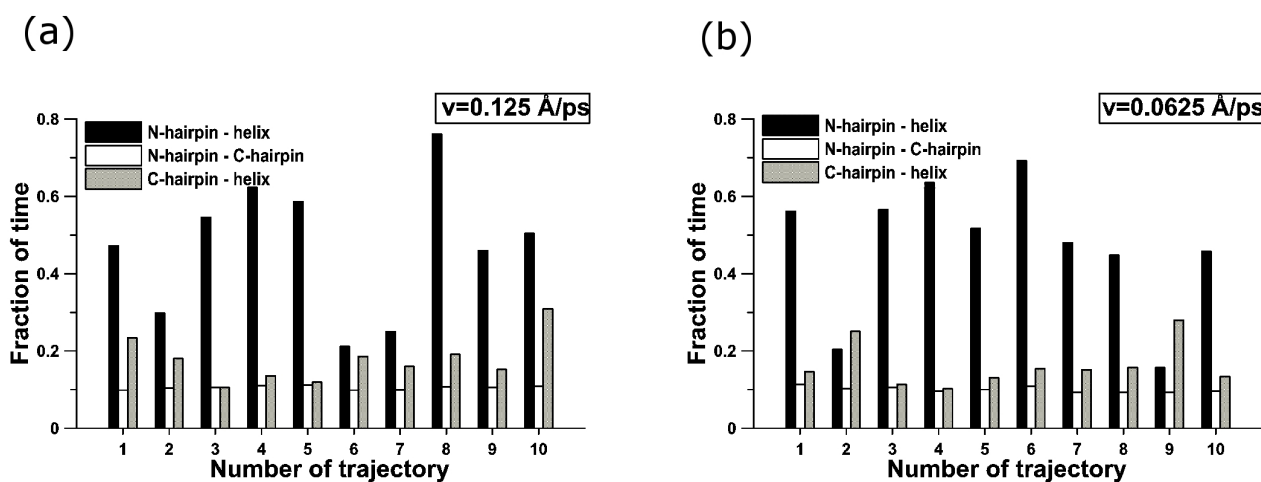 (a)
v=0.125 Å/ps
N-hairpin - helix
N-hairpin - C-hairpin
C-hairpin - helix
Fraction of time
0.8
0.6
0.4
0.2
0
1 2 3 4 5 6 7 8 9 10
Number of trajectory
(b)
v=0.0625 Å/ps
N-hairpin - helix
N-hairpin - C-hairpin
C-hairpin - helix
Fraction of time
0.8
0.6
0.4
0.2
0
1 2 3 4 5 6 7 8 9 10
Number of trajectory